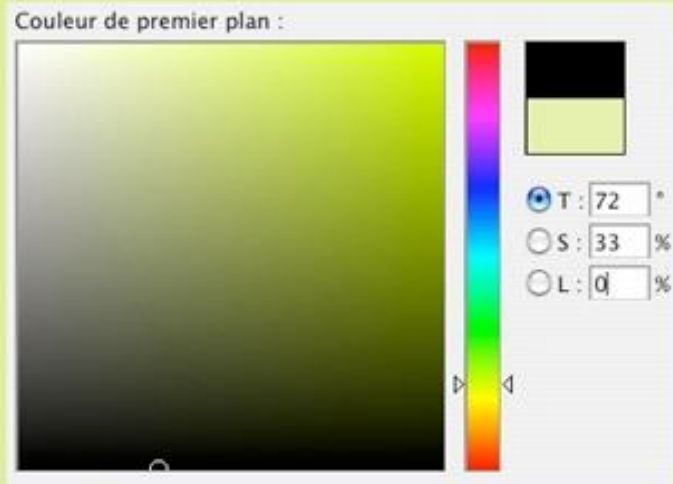 Couleur de premier plan :
T : 72 °
S : 33 %
L : 0 %